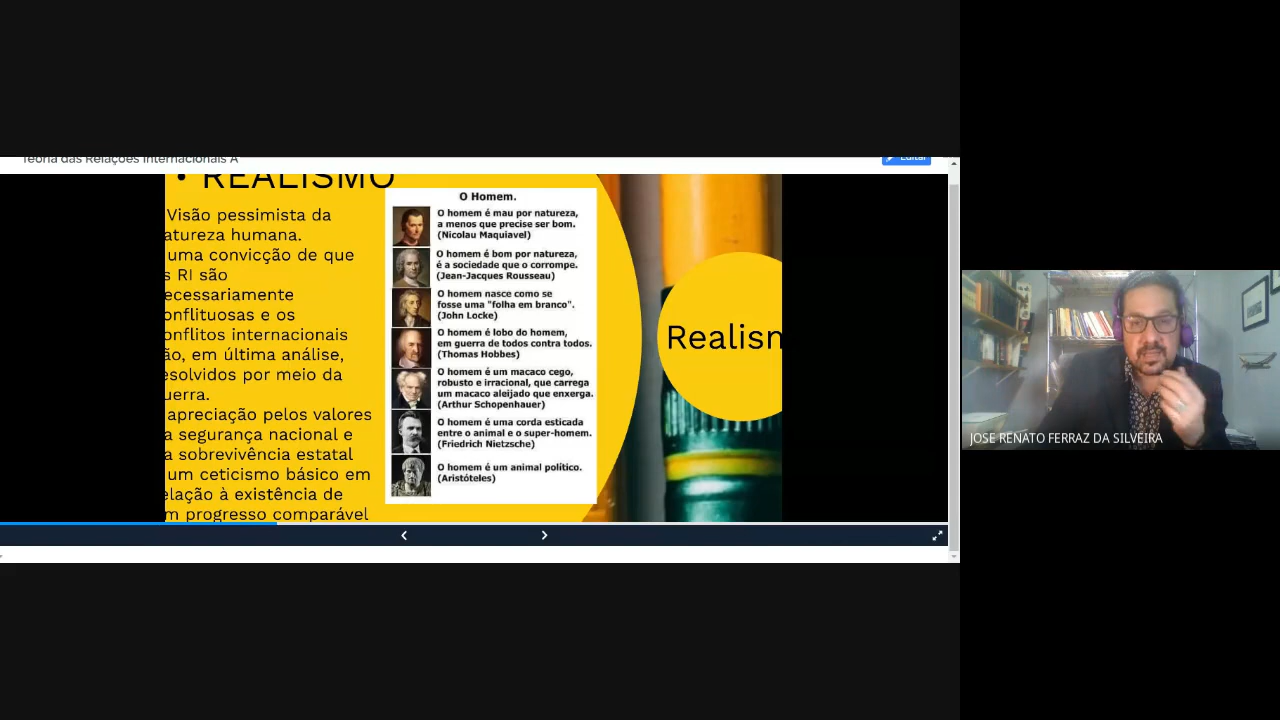 Teoria das Relações Internacionais A
Editar
• REALISMO
Visão pessimista da
atureza humana.
uma convicção de que
s RI são
ecessariamente
onflituosas e os
onflitos internacionais
ão, em última análise,
esolvidos por meio da
uerra.
apreciação pelos valores
a segurança nacional e
a sobrevivência estatal
um ceticismo básico em
elação à existência de
m progresso comparável
O Homem.
O homem é mau por natureza,
a menos que precise ser bom.
(Nicolau Maquiavel)
O homem é bom por natureza,
é a sociedade que o corrompe.
(Jean-Jacques Rousseau)
O homem nasce como se
fosse uma "folha em branco".
(John Locke)
O homem é lobo do homem,
em guerra de todos contra todos.
(Thomas Hobbes)
O homem é um macaco cego,
robusto e irracional, que carrega
um macaco aleijado que enxerga.
(Arthur Schopenhauer)
O homem é uma corda esticada
entre o animal e o super-homem.
(Friedrich Nietzsche)
O homem é um animal político.
(Aristóteles)
Realism
JOSE RENATO FERRAZ DA SILVEIRA